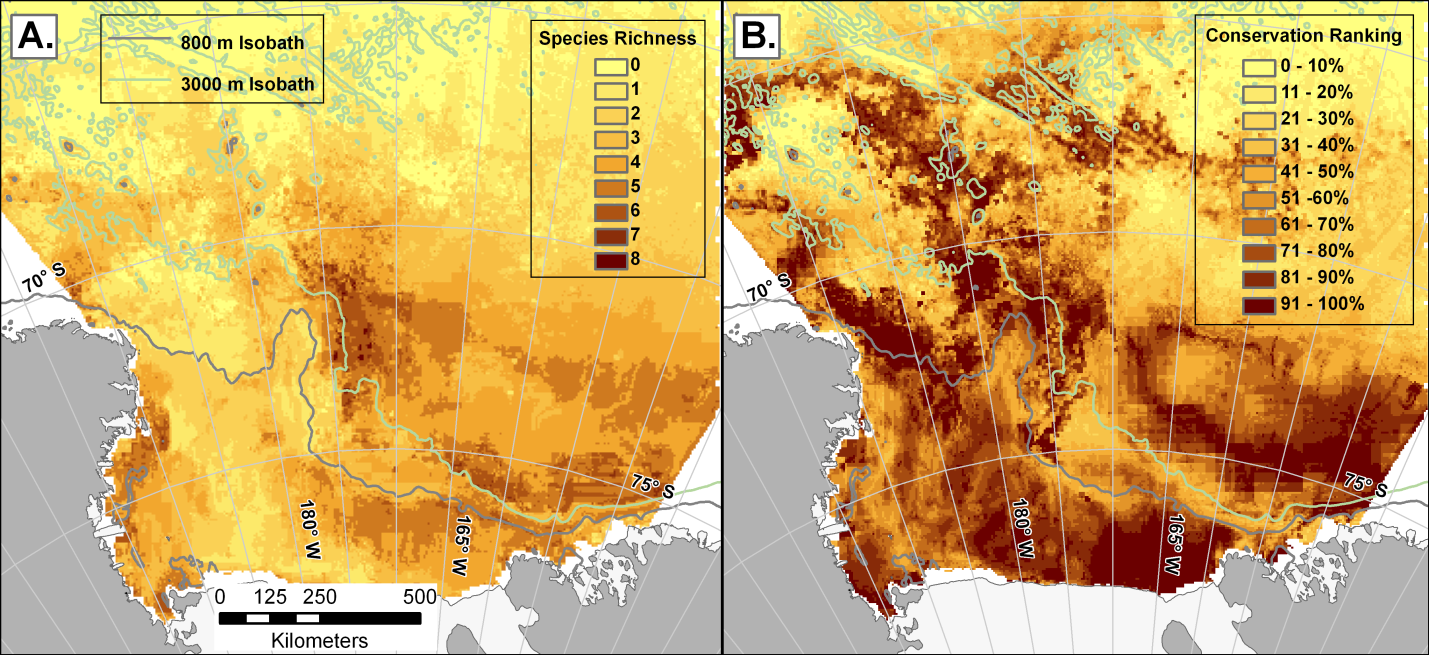 A.
800 m Isobath
3000 m Isobath
Species Richness
0
1
2
3
4
5
6
7
8
70° S
75° S
180° W
165° W
0 125 250 500
Kilometers
B.
Conservation Ranking
0 - 10%
11 - 20%
21 - 30%
31 - 40%
41 - 50%
51 -60%
61 - 70%
71 - 80%
81 - 90%
91 - 100%
70° S
75° S
180° W
165° W